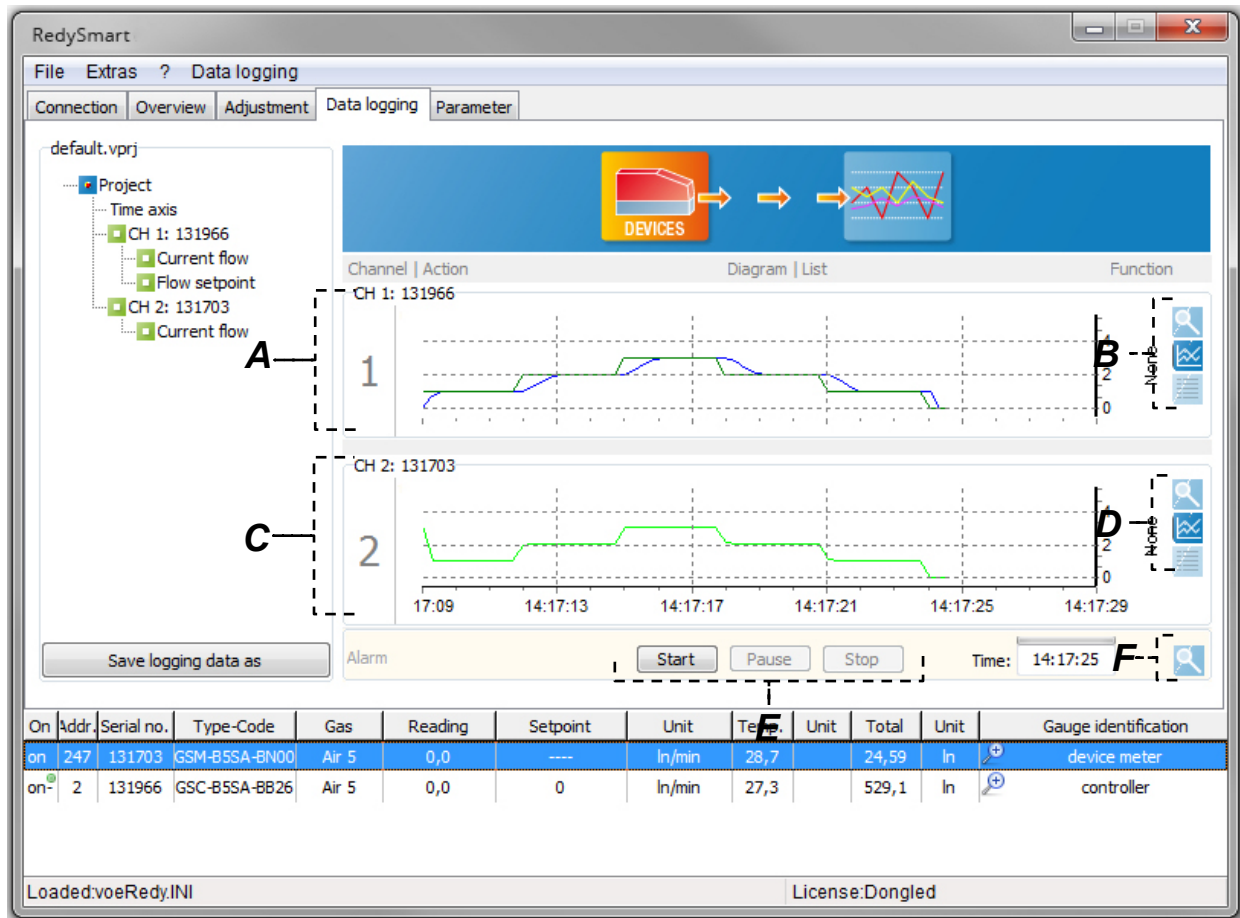 RedySmart
File Extras ? Data logging
Connection Overview Adjustment Data logging Parameter
default.vprj
Project
Time axis
CH 1: 131966
Current flow
Flow setpoint
CH 2: 131703
Current flow
Save logging data as
DEVICES
Channel | Action Diagram | List Function
CH 1: 131966
A
1
4
2
0
None
B
CH 2: 131703
C
2
4
2
0
None
D
17:09 14:17:13 14:17:17 14:17:21 14:17:25 14:17:29
Alarm Start Pause Stop Time: 14:17:25 F
E
On Addr. Serial no. Type-Code Gas Reading Setpoint Unit Temp. Unit Total Unit Gauge identification
on 247 131703 GSM-B5SA-BN00 Air 5 0,0 ---- ln/min 28,7 24,59 ln device meter
on- 2 131966 GSC-B5SA-BB26 Air 5 0,0 0 ln/min 27,3 529,1 ln controller
Loaded:voeRedy.INI License:Dongled